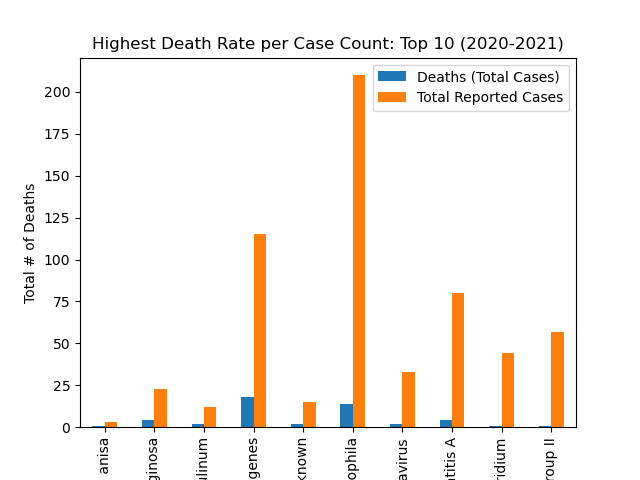 Highest Death Rate per Case Count: Top 10 (2020-2021)
Deaths (Total Cases)
Total Reported Cases
Total # of Deaths
200
175
150
125
100
75
50
25
0
anisa
ginosa
ulinum
genes
known
ophila
avirus
titis A
ridium
roup II